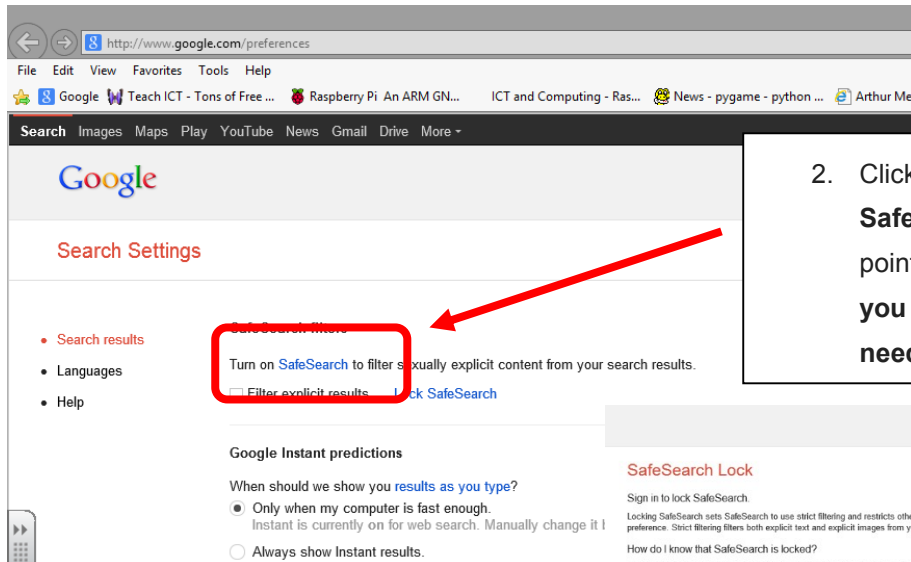 http://www.google.com/preferences
File Edit View Favorites Tools Help
Google Teach ICT - Tons of Free ... Raspberry Pi An ARM GN... ICT and Computing - Ras... News - pygame - python ... Arthur Me
Search Images Maps Play YouTube News Gmail Drive More
Google
Search Settings
2. Click
Safe
point
you
need
Search results
Languages
Help
SafeSearch filters
Turn on SafeSearch to filter sexually explicit content from your search results.
Filter explicit results Lock SafeSearch
Google Instant predictions
When should we show you results as you type?
Only when my computer is fast enough.
Instant is currently on for web search. Manually change it
Always show Instant results.
SafeSearch Lock
Sign in to lock SafeSearch.
Locking SafeSearch sets SafeSearch to use strict filtering and restricts othe
preference. Strict filtering filters both explicit text and explicit images from y
How do I know that SafeSearch is locked?